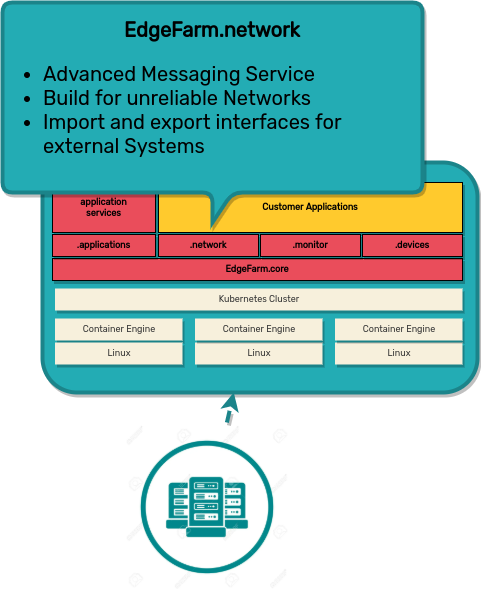 EdgeFarm.network
• Advanced Messaging Service
• Build for unreliable Networks
• Import and export interfaces for
external Systems
application
services
Customer Applications
.applications
.network
.monitor
.devices
EdgeFarm.core
Kubernetes Cluster
Container Engine
Container Engine
Container Engine
Linux
Linux
Linux